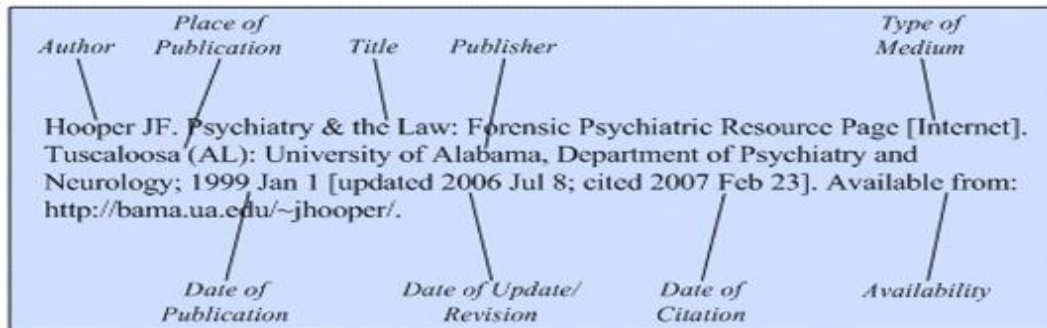 Author Place of Publication Title Publisher Type of Medium
Hooper JF. Psychiatry & the Law: Forensic Psychiatric Resource Page [Internet].
Tuscaloosa (AL): University of Alabama, Department of Psychiatry and
Neurology; 1999 Jan 1 [updated 2006 Jul 8; cited 2007 Feb 23]. Available from:
http://bama.ua.edu/~jhooper/.
Date of Publication Date of Update/ Revision Date of Citation Availability